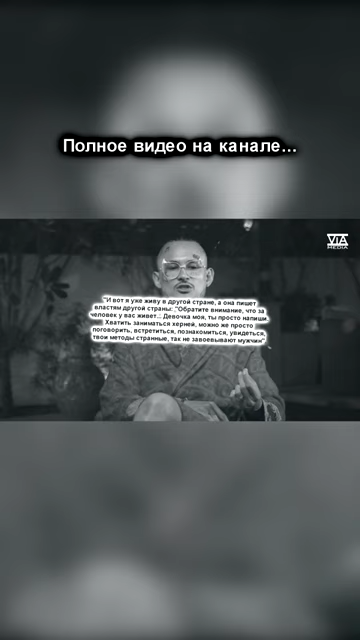 Полное видео на канале...
VIA
MEDIA
"И вот я уже живу в другой стране, а она пишет
властям другой страны: "Обратите внимание, что за
человек у вас живет... Девочка моя, ты просто напиши.
Хватить заниматься херней, можно же просто
поговорить, встретиться, познакомиться, увидеться,
твои методы странные, так не завоевывают мужчин"